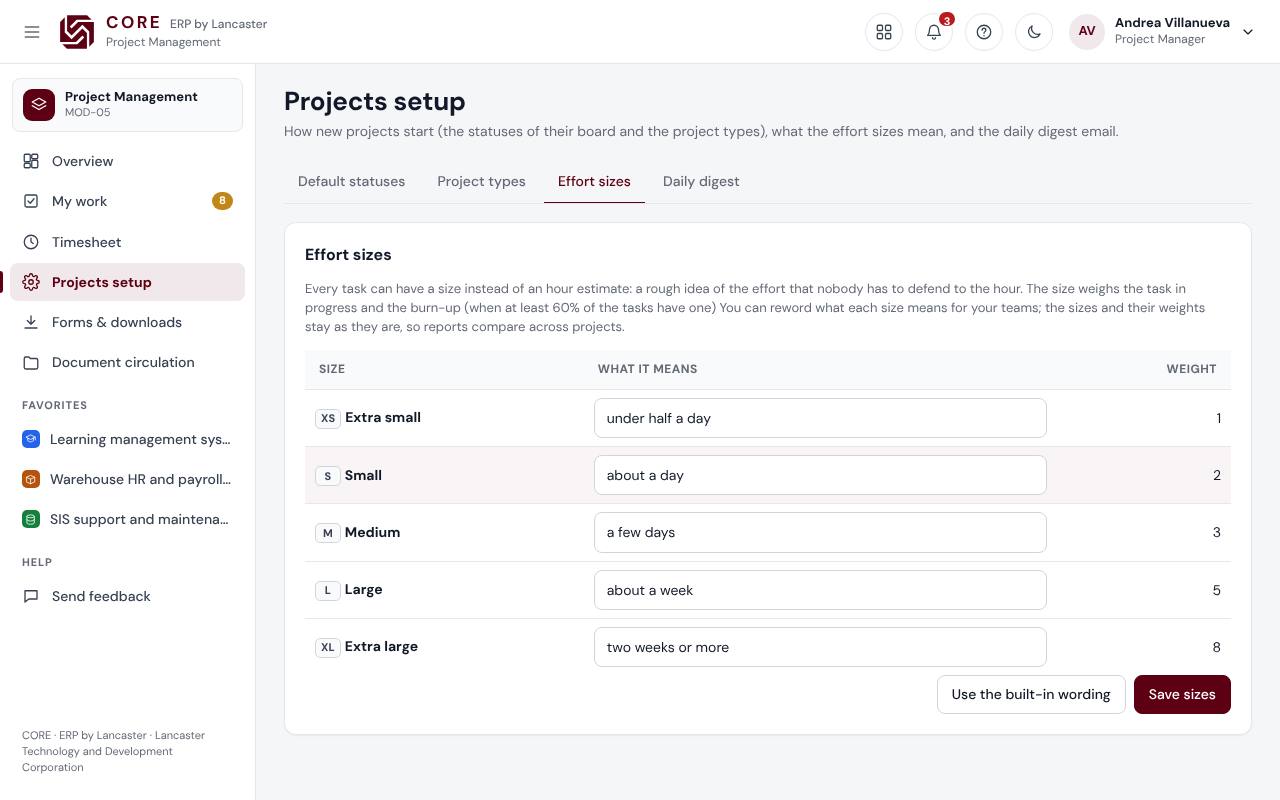 CORE ERP by Lancaster
Project Management
3
AV
Andrea Villanueva
Project Manager
Project Management
MOD-05
Overview
My work 8
Timesheet
Projects setup
Forms & downloads
Document circulation
FAVORITES
Learning management sys...
Warehouse HR and payroll...
SIS support and maintena...
HELP
Send feedback
CORE · ERP by Lancaster · Lancaster
Technology and Development
Corporation
Projects setup
How new projects start (the statuses of their board and the project types), what the effort sizes mean, and the daily digest email.
Default statuses Project types Effort sizes Daily digest
Effort sizes
Every task can have a size instead of an hour estimate: a rough idea of the effort that nobody has to defend to the hour. The size weighs the task in
progress and the burn-up (when at least 60% of the tasks have one) You can reword what each size means for your teams; the sizes and their weights
stay as they are, so reports compare across projects.
SIZE WHAT IT MEANS WEIGHT
XS Extra small under half a day 1
S Small about a day 2
M Medium a few days 3
L Large about a week 5
XL Extra large two weeks or more 8
Use the built-in wording Save sizes